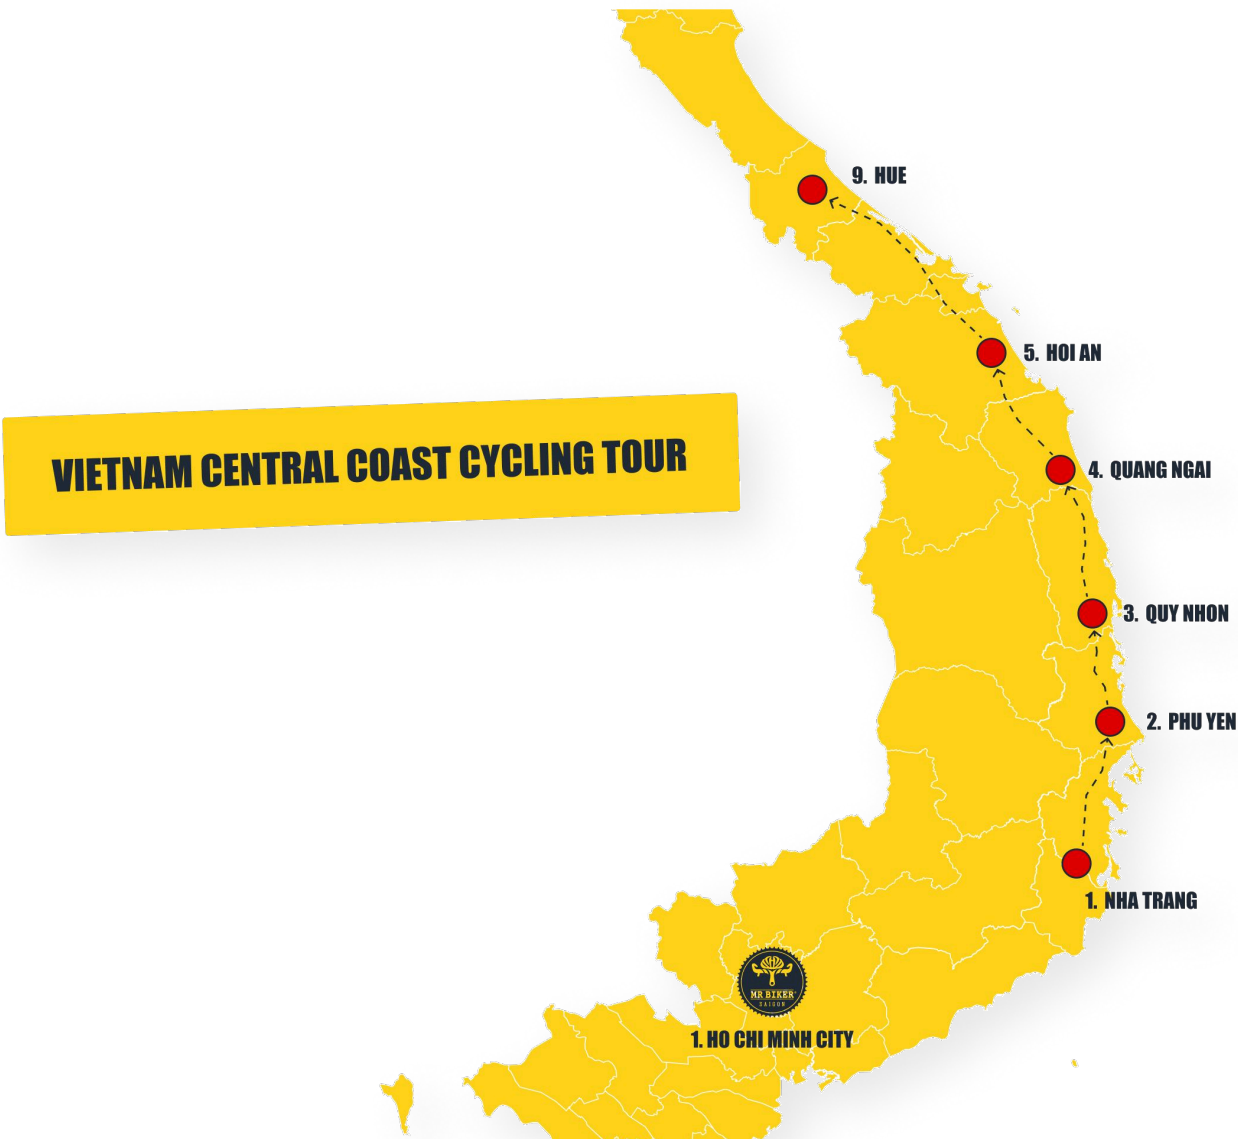 9. HUE
5. HOI AN
VIETNAM CENTRAL COAST CYCLING TOUR
4. QUANG NGAI
3. QUY NHON
2. PHU YEN
1. NHA TRANG
MR BIKER
SAIGON
1. HO CHI MINH CITY